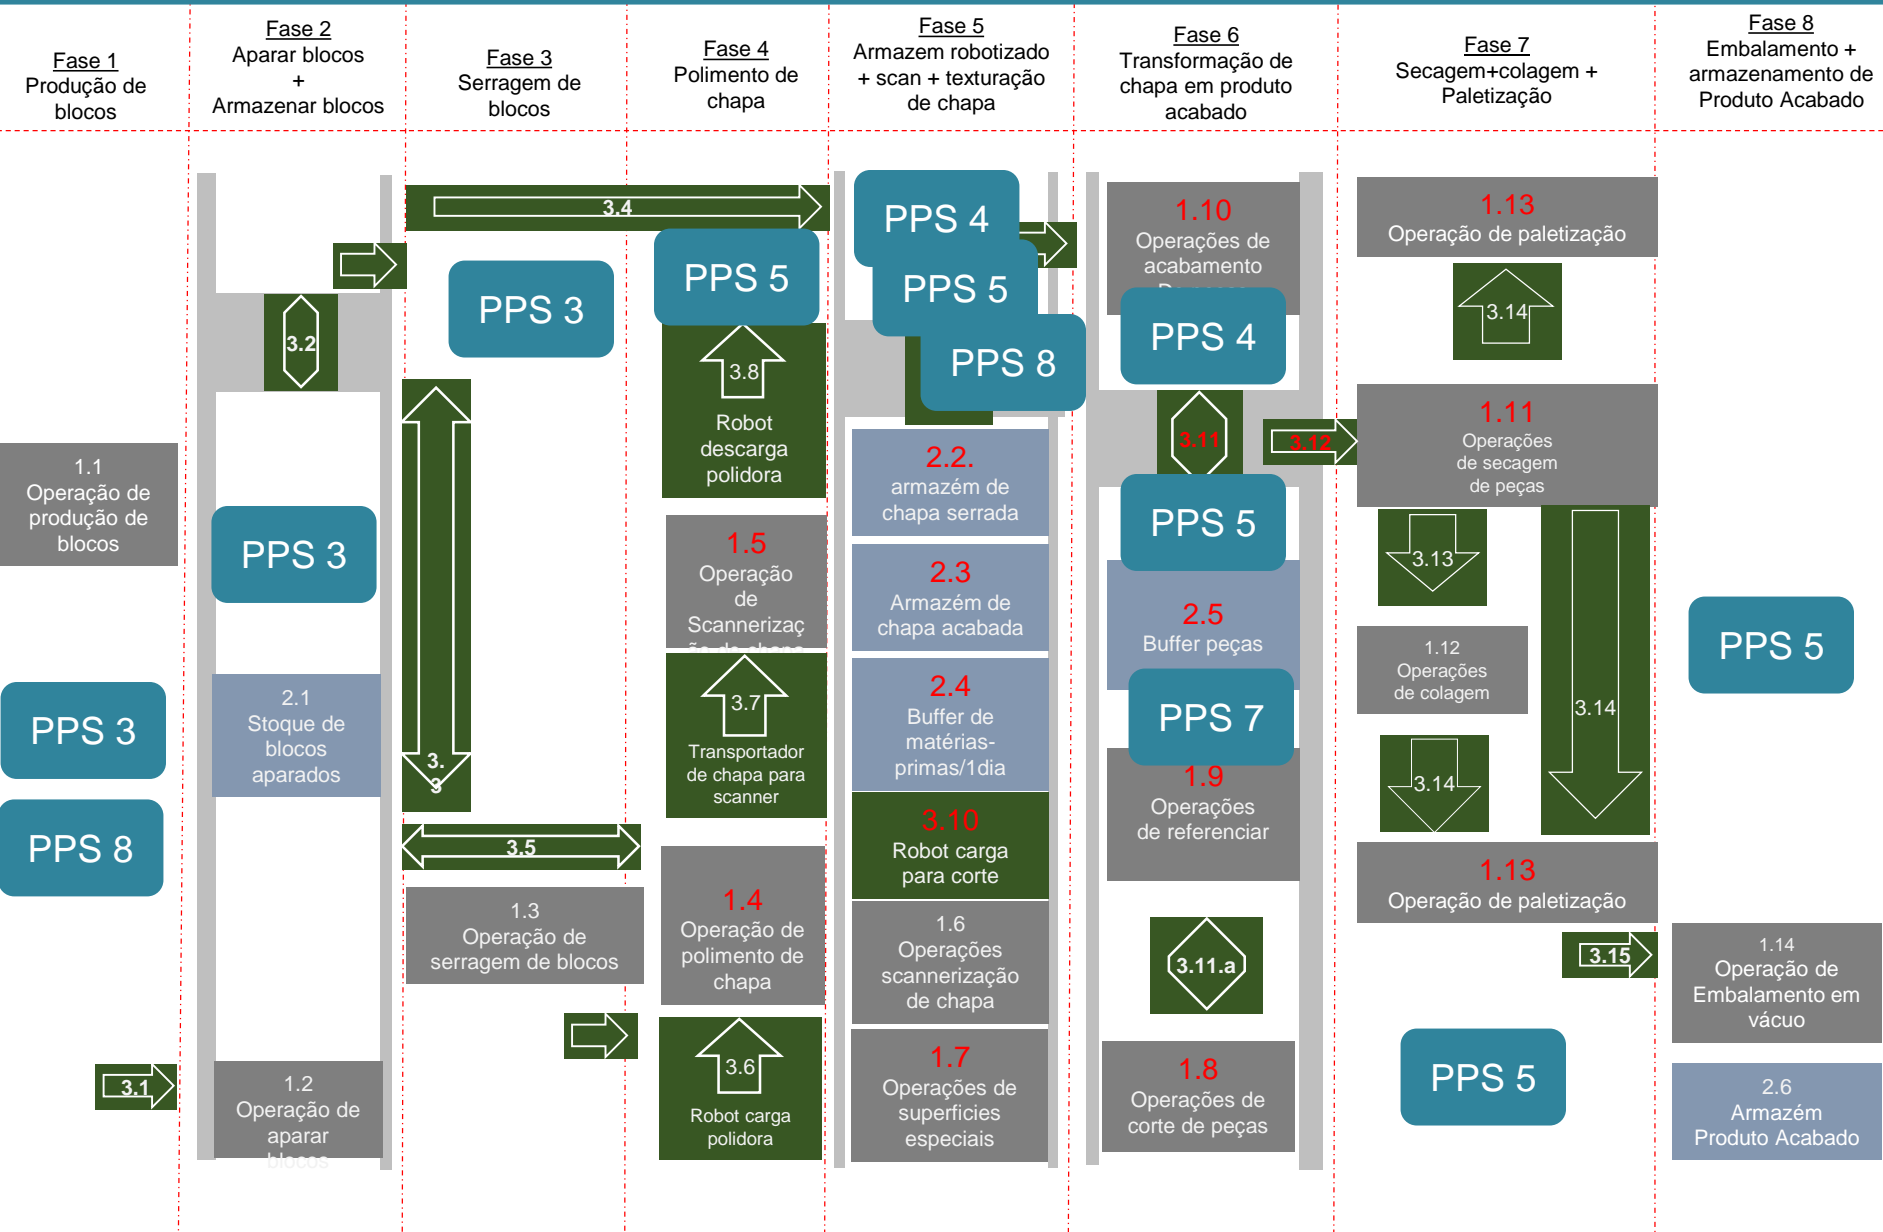 Fase 1
Produção de
blocos
Fase 2
Aparar blocos
+
Armazenar blocos
Fase 3
Serragem de
blocos
Fase 4
Polimento de
chapa
Fase 5
Armazem robotizado
+ scan + texturação
de chapa
Fase 6
Transformação de
chapa em produto
acabado
Fase 7
Secagem+colagem +
Paletização
Fase 8
Embalamento +
armazenamento de
Produto Acabado
1.1
Operação de
produção de
blocos
PPS 3
PPS 8
3.1
3.2
PPS 3
2.1
Stoque de
blocos
aparados
1.2
Operação de
aparar
blocos
3.4
PPS 3
3.
3
3.5
1.3
Operação de
serragem de blocos
PPS 5
3.8
Robot
descarga
polidora
1.5
Operação
de
Scannerizaç
ão de chapa
3.7
Transportador
de chapa para
scanner
1.4
Operação de
polimento de
chapa
3.6
Robot carga
polidora
PPS 4
PPS 5
PPS 8
2.2.
armazém de
chapa serrada
2.3
Armazém de
chapa acabada
2.4
Buffer de
matérias-
primas/1dia
3.10
Robot carga
para corte
1.6
Operações
scannerização
de chapa
1.7
Operações de
superficies
especiais
1.10
Operações de
acabamento
PPS 4
3.11
3.12
PPS 5
2.5
Buffer peças
PPS 7
1.9
Operações
de referenciar
3.11.a
1.8
Operações de
corte de peças
1.13
Operação de paletização
3.14
1.11
Operações
de secagem
de peças
3.13
1.12
Operações
de colagem
3.14
3.14
1.13
Operação de paletização
3.15
PPS 5
PPS 5
1.14
Operação de
Embalamento em
vácuo
2.6
Armazém
Produto Acabado